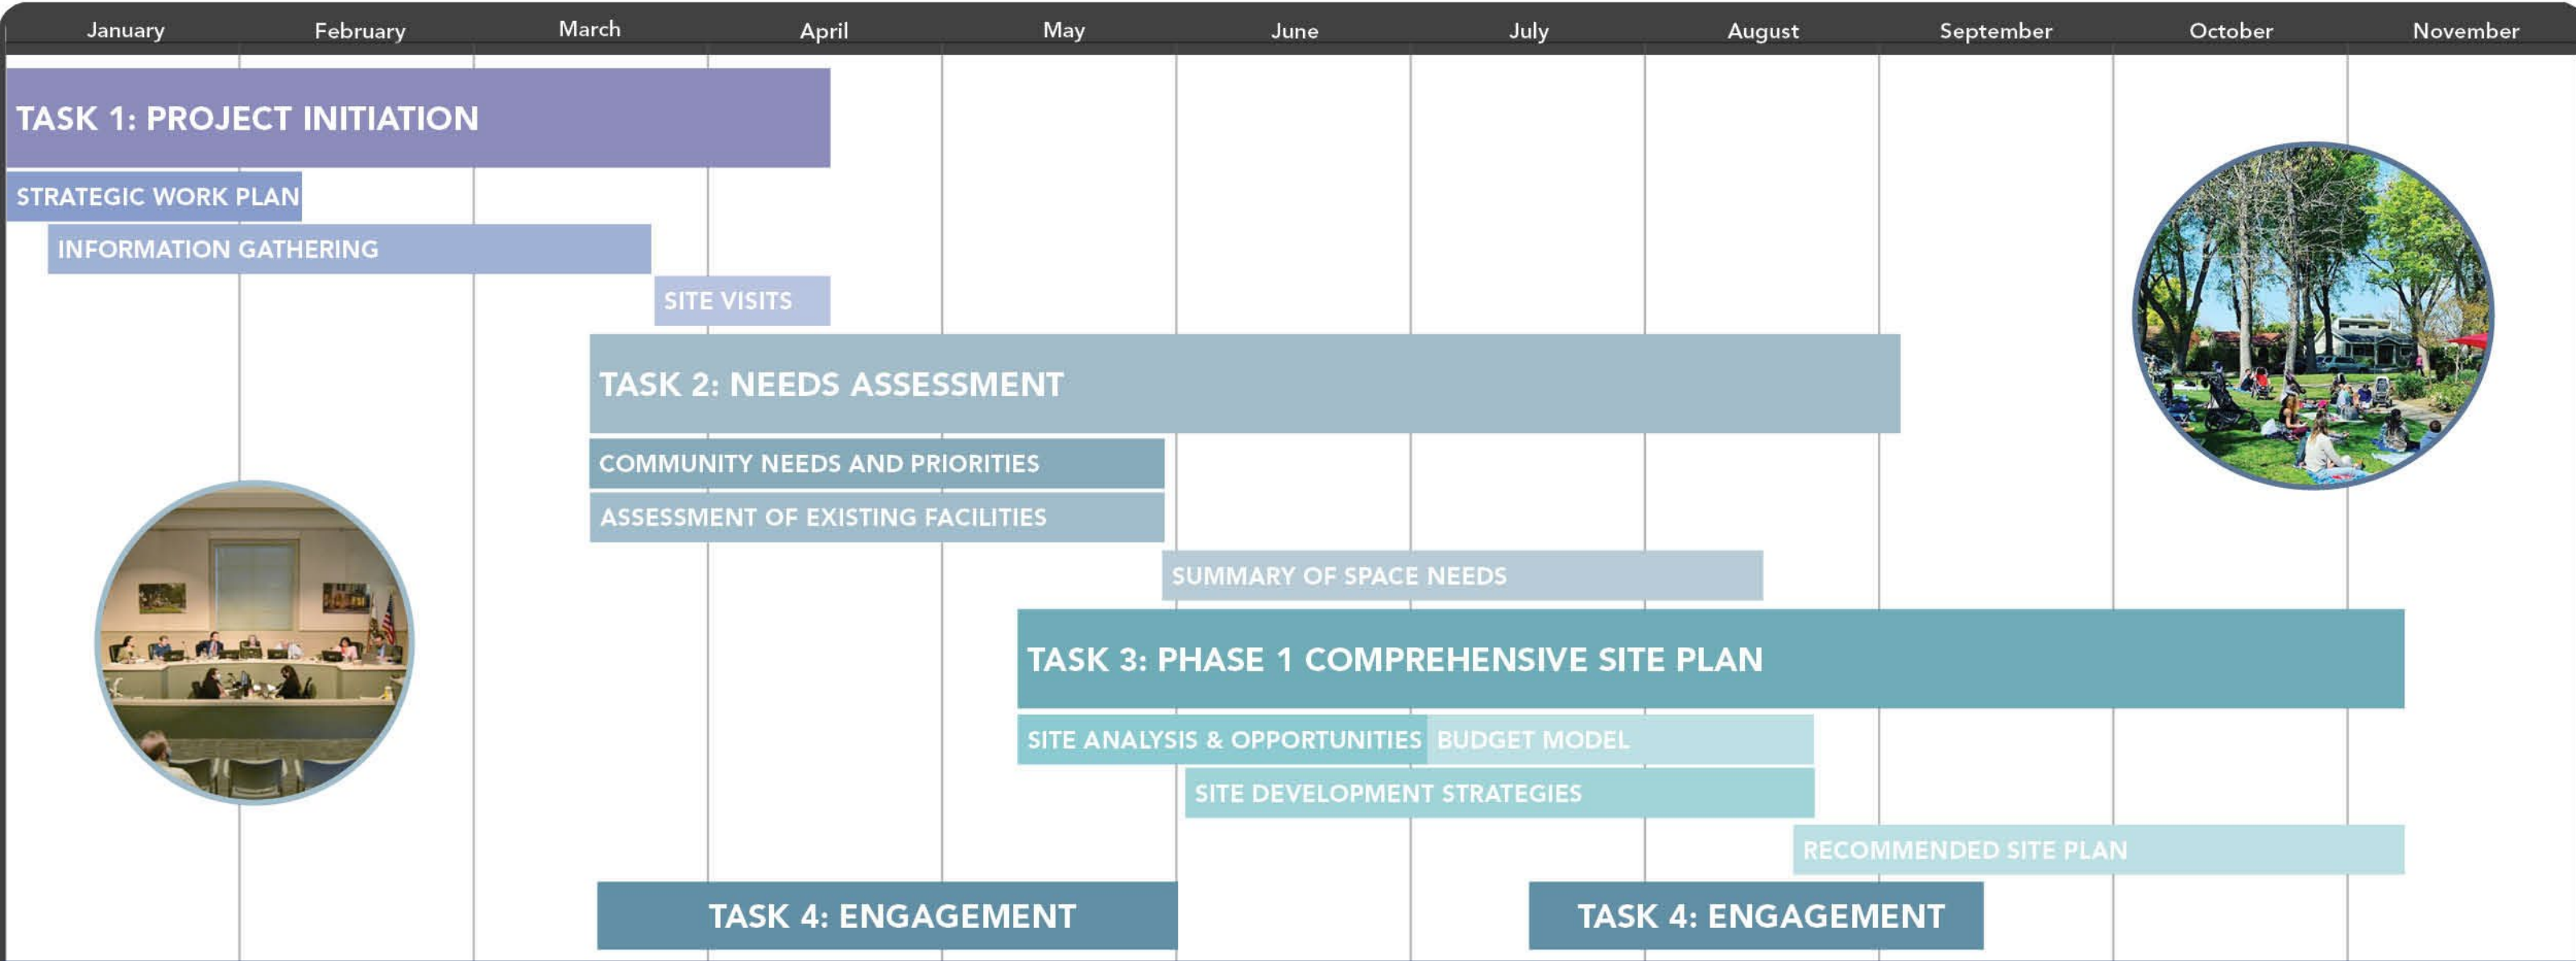 January February March April May June July August September October November
TASK 1: PROJECT INITIATION
STRATEGIC WORK PLAN
INFORMATION GATHERING
SITE VISITS
TASK 2: NEEDS ASSESSMENT
COMMUNITY NEEDS AND PRIORITIES
ASSESSMENT OF EXISTING FACILITIES
SUMMARY OF SPACE NEEDS
TASK 3: PHASE 1 COMPREHENSIVE SITE PLAN
SITE ANALYSIS & OPPORTUNITIES BUDGET MODEL
SITE DEVELOPMENT STRATEGIES
RECOMMENDED SITE PLAN
TASK 4: ENGAGEMENT TASK 4: ENGAGEMENT